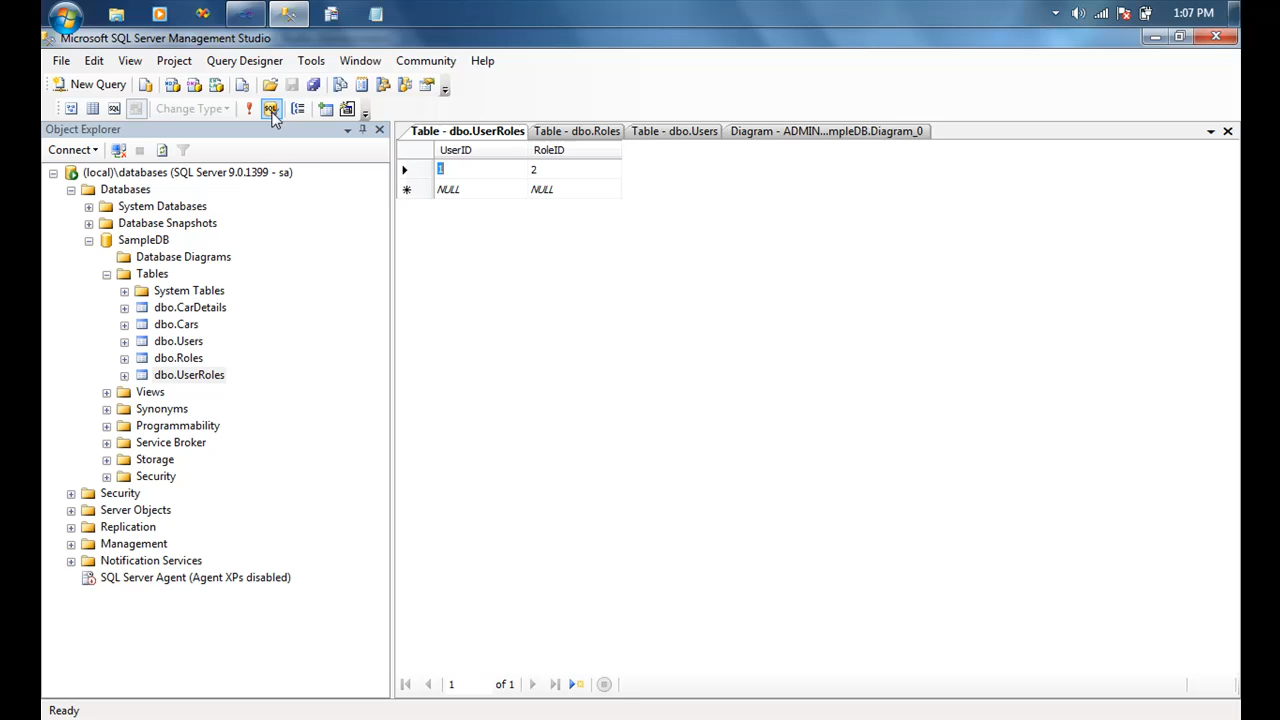 1:07 PM
Microsoft SQL Server Management Studio
File Edit View Project Query Designer Tools Window Community Help
New Query
SQL Change Type SQL
Object Explorer
Table - dbo.UserRoles Table - dbo.Roles Table - dbo.Users Diagram - ADMIN...mpleDB.Diagram_0
Connect
UserID RoleID
1 2
NULL NULL
(local)\databases (SQL Server 9.0.1399 - sa)
Databases
System Databases
Database Snapshots
SampleDB
Database Diagrams
Tables
System Tables
dbo.CarDetails
dbo.Cars
dbo.Users
dbo.Roles
dbo.UserRoles
Views
Synonyms
Programmability
Service Broker
Storage
Security
Security
Server Objects
Replication
Management
Notification Services
SQL Server Agent (Agent XPs disabled)
1 of 1
Ready